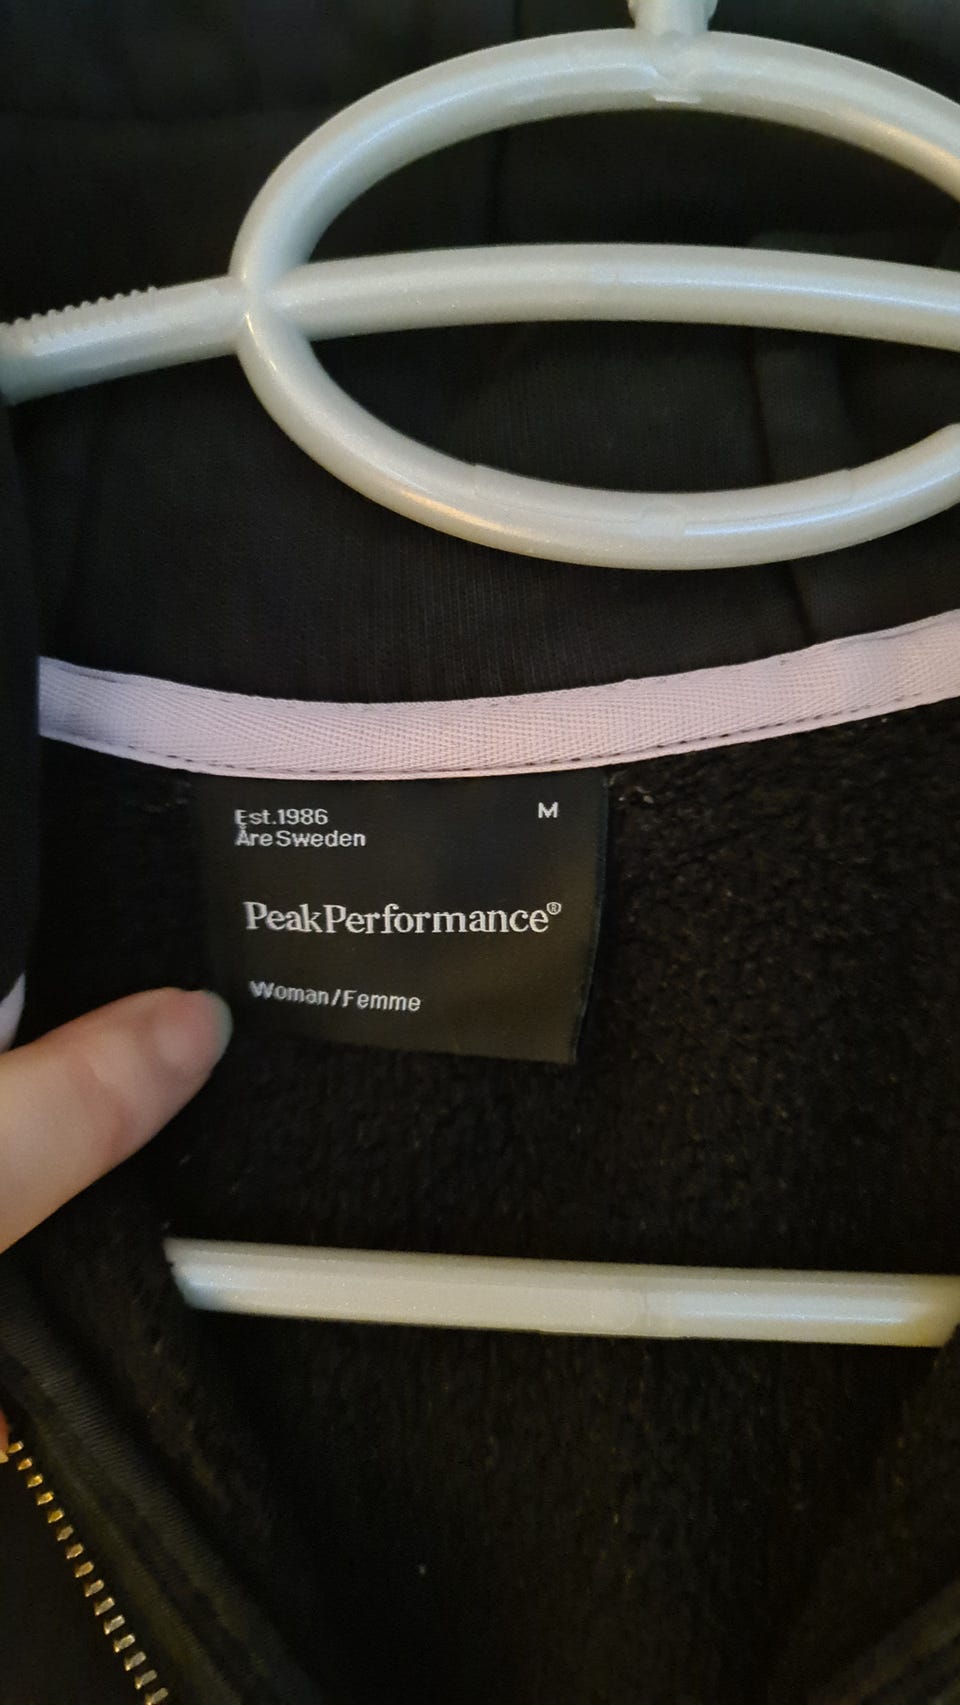 Est.1986
M
Åre Sweden
PeakPerformance®
Woman/Femme